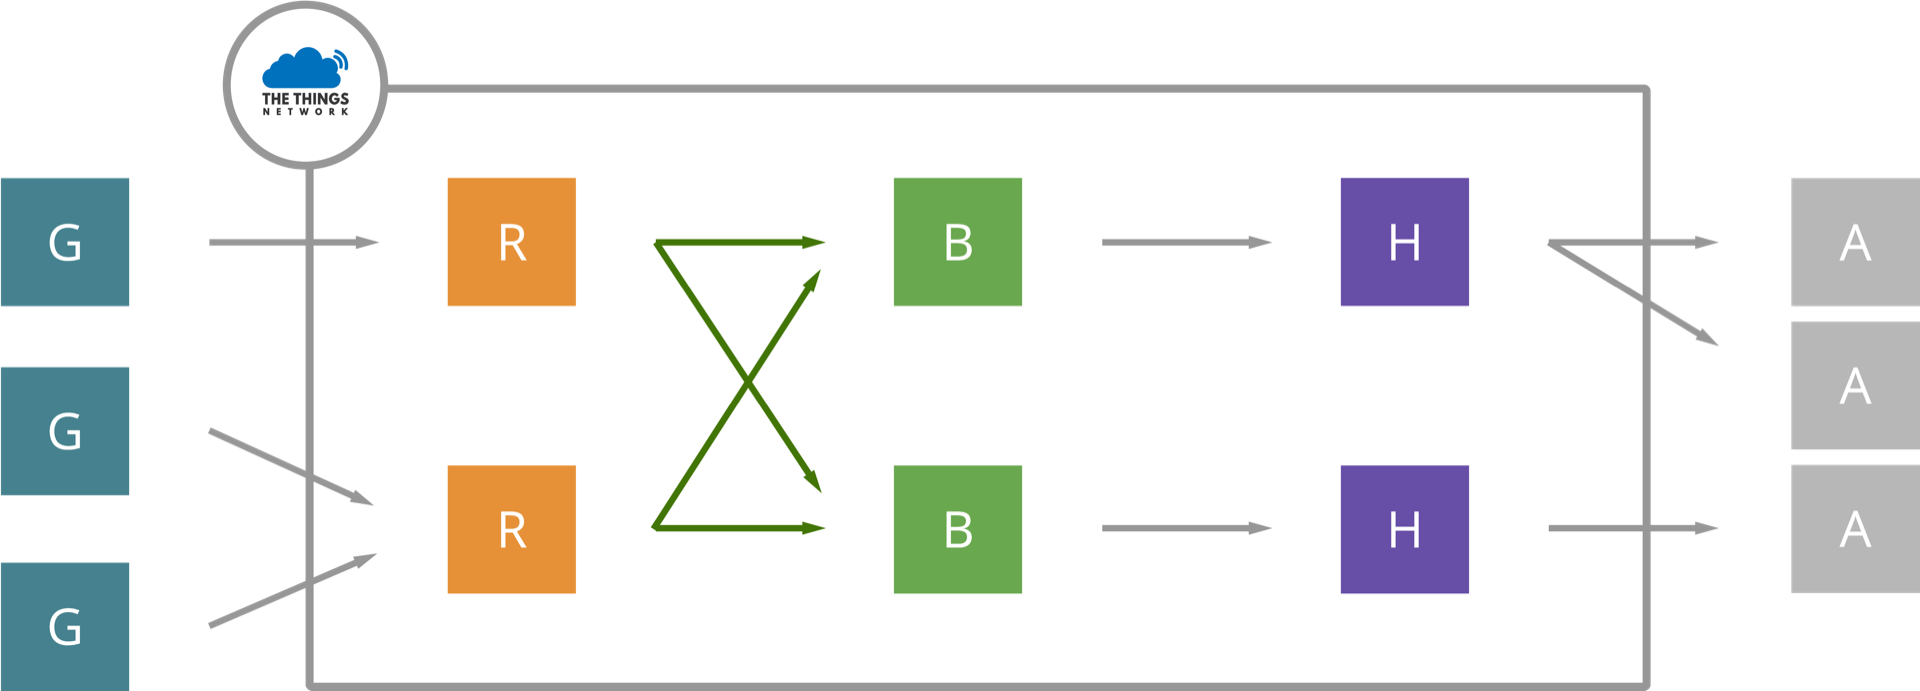 THE THINGS
NETWORK
G R B H A
G A
R B H A
G